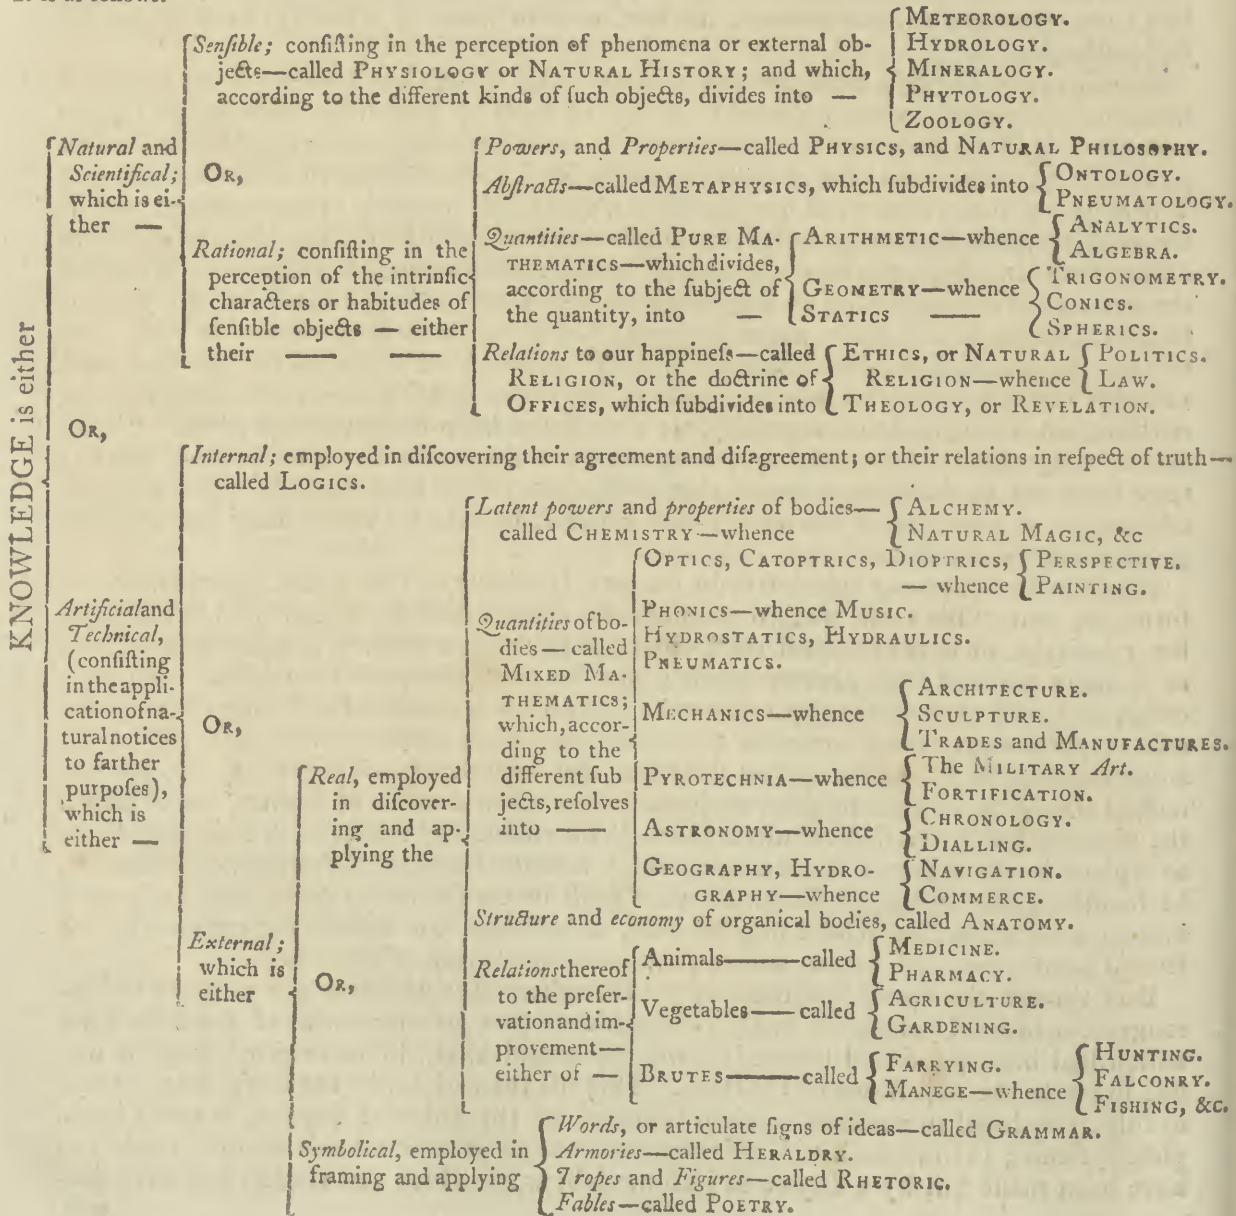 KNOWLEDGE is either
Natural and
Scientifical;
which is ei-
ther —
Senſible; conſiſting in the perception of phenomena or external ob-
jects—called PHYSIOLOGY or NATURAL HISTORY; and which,
according to the different kinds of ſuch objects, divides into —
METEOROLOGY.
HYDROLOGY.
MINERALOGY.
PHYTOLOGY.
ZOOLOGY.
OR,
Rational; conſiſting in the
perception of the intrinſic
characters or habitudes of
ſenſible objects — either
their —— ——
Powers, and Properties—called PHYSICS, and NATURAL PHILOSOPHY.
Abſtracts—called METAPHYSICS, which ſubdivides into
ONTOLOGY.
PNEUMATOLOGY.
Quantities—called PURE MA-
THEMATICS—which divides,
according to the ſubject of
the quantity, into —
ARITHMETIC—whence
ANALYTICS.
ALGEBRA.
GEOMETRY—whence
STATICS ——
TRIGONOMETRY.
CONICS.
SPHERICS.
Relations to our happineſs—called
RELIGION, or the doctrine of
OFFICES, which ſubdivides into
ETHICS, or NATURAL
RELIGION—whence
POLITICS.
LAW.
THEOLOGY, or REVELATION.
OR,
Artificial and
Technical,
(conſiſting
in the appli-
cation of na-
tural notices
to farther
purpoſes),
which is
either —
Internal; employed in diſcovering their agreement and diſagreement; or their relations in reſpect of truth—
called LOGICS.
OR,
External;
which is
either
Real, employed
in diſcover-
ing and ap-
plying the
Latent powers and properties of bodies—
called CHEMISTRY—whence
ALCHEMY.
NATURAL MAGIC, &c
Quantities of bo-
dies — called
MIXED MA-
THEMATICS;
which, accor-
ding to the
different ſub
jects, reſolves
into ——
OPTICS, CATOPTRICS, DIOPTRICS,
— whence
PERSPECTIVE.
PAINTING.
PHONICS—whence MUSIC.
HYDROSTATICS, HYDRAULICS.
PNEUMATICS.
MECHANICS—whence
ARCHITECTURE.
SCULPTURE.
TRADES and MANUFACTURES.
PYROTECHNIA—whence
The MILITARY Art.
FORTIFICATION.
ASTRONOMY—whence
CHRONOLOGY.
DIALLING.
GEOGRAPHY, HYDRO-
GRAPHY—whence
NAVIGATION.
COMMERCE.
Structure and economy of organical bodies, called ANATOMY.
Relations thereof
to the preſer-
vation and im-
provement—
either of —
Animals——called
MEDICINE.
PHARMACY.
Vegetables—— called
AGRICULTURE.
GARDENING.
BRUTES——called
FARRYING.
MANEGE—whence
HUNTING.
FALCONRY.
FISHING, &c.
OR,
Symbolical, employed in
framing and applying
Words, or articulate ſigns of ideas—called GRAMMAR.
Armories—called HERALDRY.
Tropes and Figures—called RHETORIC.
Fables—called POETRY.